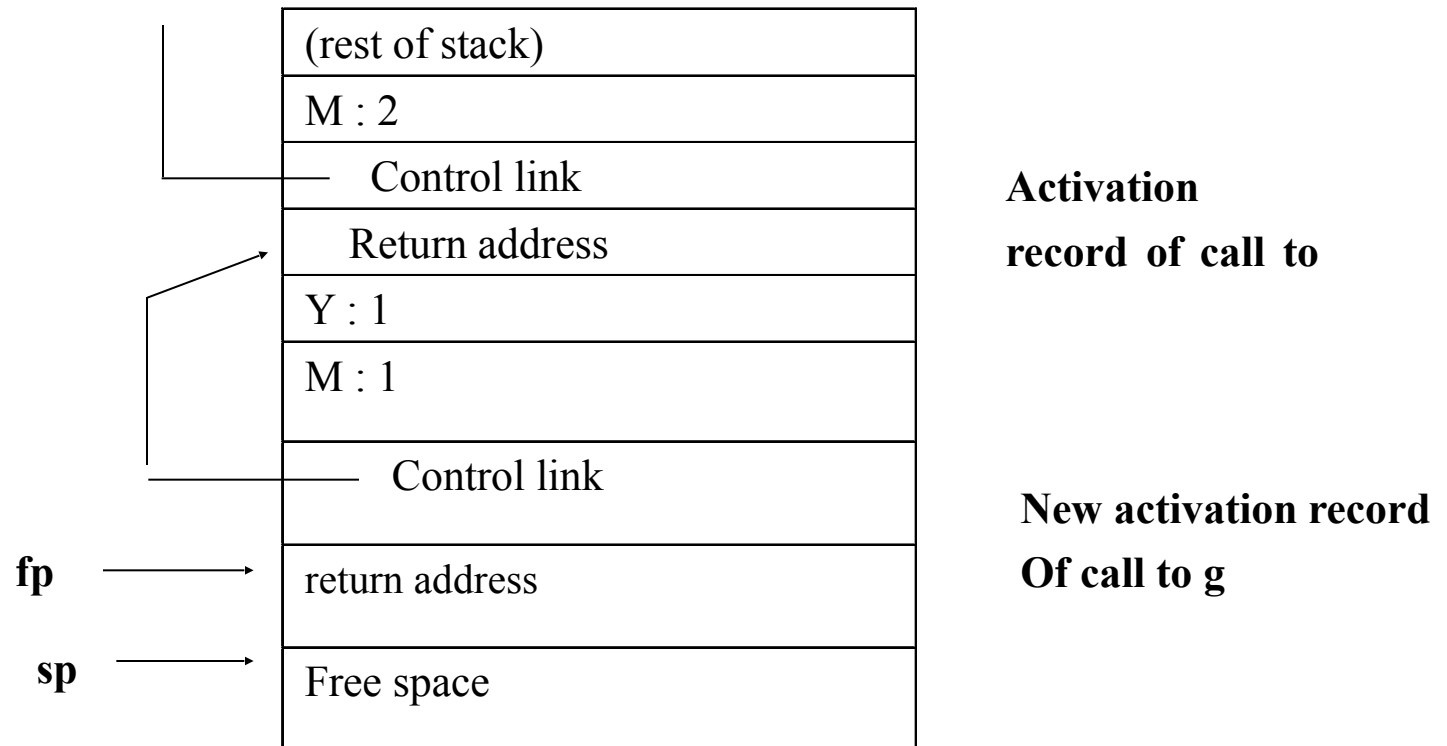 (rest of stack)
M : 2
Control link
Return address
Y : 1
M : 1
Control link
return address
Free space
fp
sp
Activation
record of call to
New activation record
Of call to g